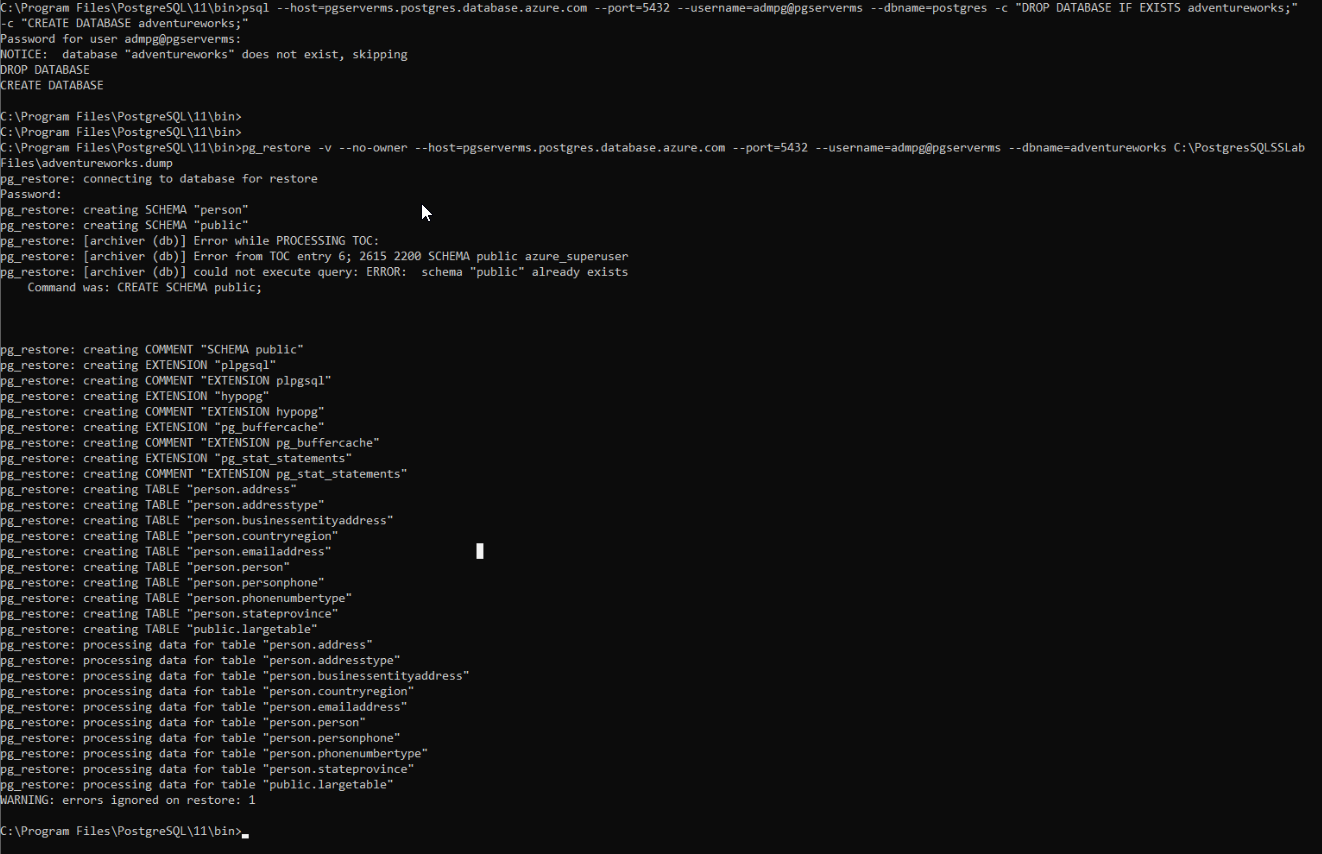 C:\Program Files\PostgreSQL\11\bin>psql --host=pgserverms.postgres.database.azure.com --port=5432 --username=admpg@pgserverms --dbname=postgres -c "DROP DATABASE IF EXISTS adventureworks;"
-c "CREATE DATABASE adventureworks;"
Password for user admpg@pgserverms:
NOTICE:  database "adventureworks" does not exist, skipping
DROP DATABASE
CREATE DATABASE
C:\Program Files\PostgreSQL\11\bin>
C:\Program Files\PostgreSQL\11\bin>
C:\Program Files\PostgreSQL\11\bin>pg_restore -v --no-owner --host=pgserverms.postgres.database.azure.com --port=5432 --username=admpg@pgserverms --dbname=adventureworks C:\PostgresSQLSSLab
Files\adventureworks.dump
pg_restore: connecting to database for restore
Password:
pg_restore: creating SCHEMA "person"
pg_restore: creating SCHEMA "public"
pg_restore: [archiver (db)] Error while PROCESSING TOC:
pg_restore: [archiver (db)] Error from TOC entry 6; 2615 2200 SCHEMA public azure_superuser
pg_restore: [archiver (db)] could not execute query: ERROR:  schema "public" already exists
    Command was: CREATE SCHEMA public;
pg_restore: creating COMMENT "SCHEMA public"
pg_restore: creating EXTENSION "plpgsql"
pg_restore: creating COMMENT "EXTENSION plpgsql"
pg_restore: creating EXTENSION "hypopg"
pg_restore: creating COMMENT "EXTENSION hypopg"
pg_restore: creating EXTENSION "pg_buffercache"
pg_restore: creating COMMENT "EXTENSION pg_buffercache"
pg_restore: creating EXTENSION "pg_stat_statements"
pg_restore: creating COMMENT "EXTENSION pg_stat_statements"
pg_restore: creating TABLE "person.address"
pg_restore: creating TABLE "person.addresstype"
pg_restore: creating TABLE "person.businessentityaddress"
pg_restore: creating TABLE "person.countryregion"
pg_restore: creating TABLE "person.emailaddress"
pg_restore: creating TABLE "person.person"
pg_restore: creating TABLE "person.personphone"
pg_restore: creating TABLE "person.phonenumbertype"
pg_restore: creating TABLE "person.stateprovince"
pg_restore: creating TABLE "public.largetable"
pg_restore: processing data for table "person.address"
pg_restore: processing data for table "person.addresstype"
pg_restore: processing data for table "person.businessentityaddress"
pg_restore: processing data for table "person.countryregion"
pg_restore: processing data for table "person.emailaddress"
pg_restore: processing data for table "person.person"
pg_restore: processing data for table "person.personphone"
pg_restore: processing data for table "person.phonenumbertype"
pg_restore: processing data for table "person.stateprovince"
pg_restore: processing data for table "public.largetable"
WARNING: errors ignored on restore: 1
C:\Program Files\PostgreSQL\11\bin>